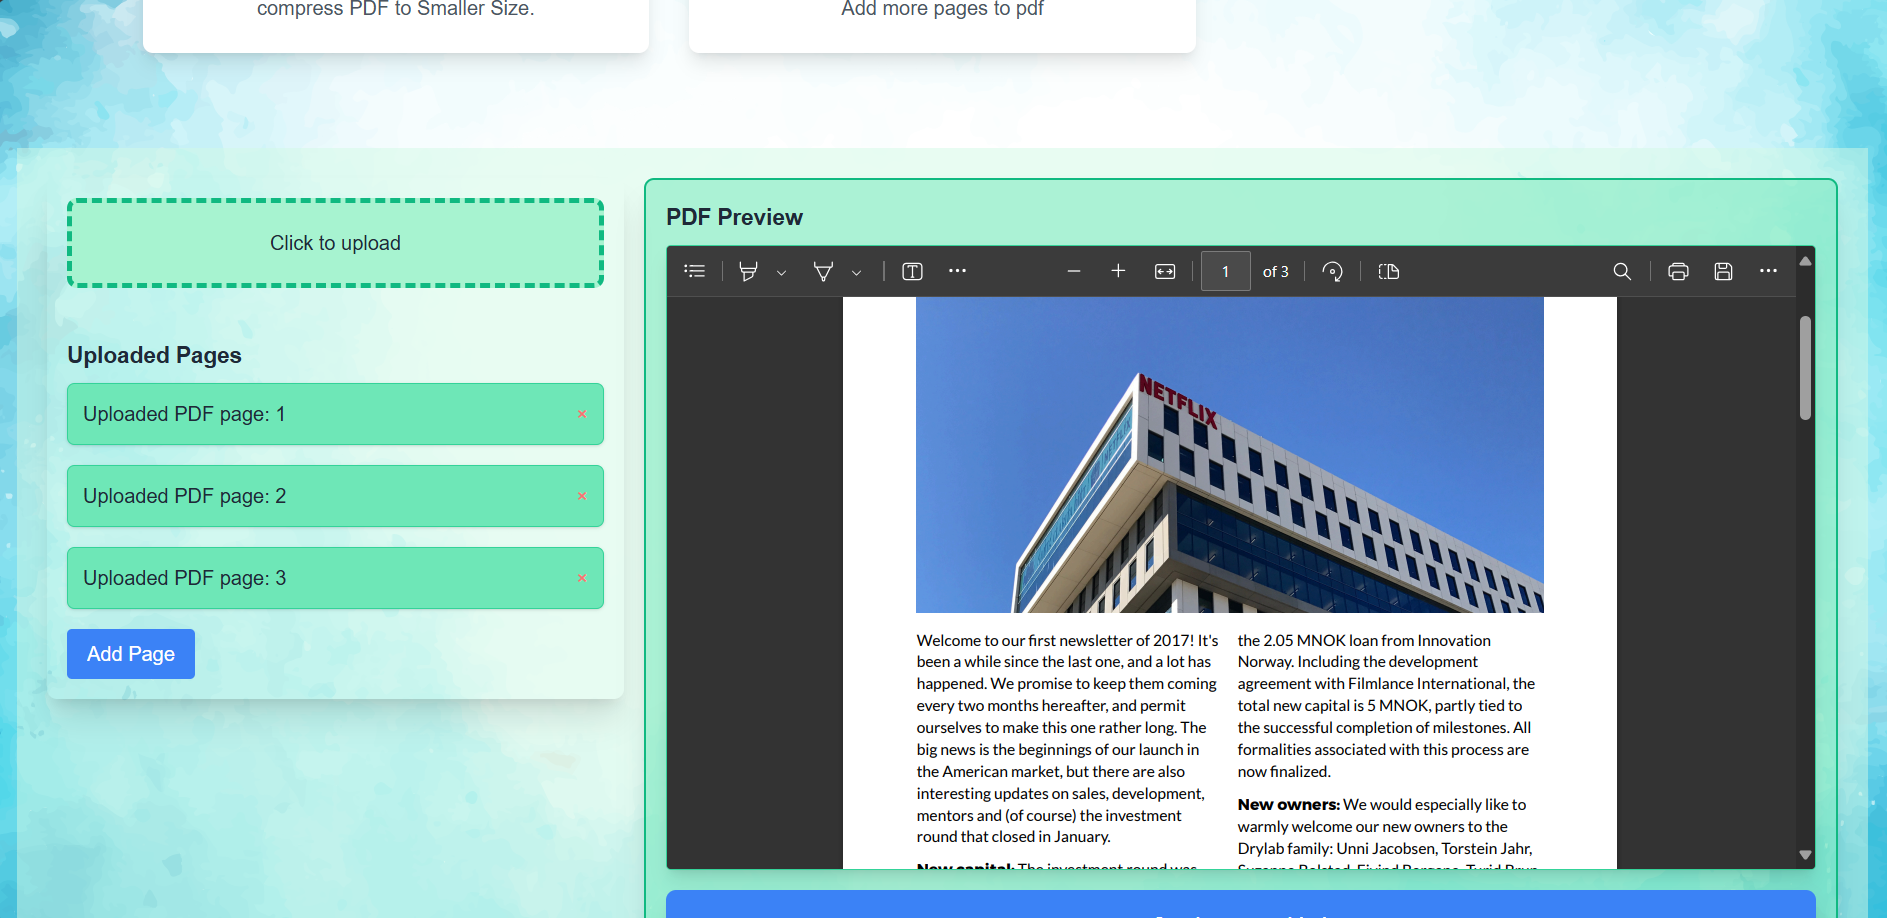 compress PDF to Smaller Size.
Add more pages to pdf
Click to upload
Uploaded Pages
Uploaded PDF page: 1
×
Uploaded PDF page: 2
×
Uploaded PDF page: 3
×
Add Page
PDF Preview
1
of 3
NETFLIX
Welcome to our first newsletter of 2017! It's
been a while since the last one, and a lot has
happened. We promise to keep them coming
every two months hereafter, and permit
ourselves to make this one rather long. The
big news is the beginnings of our launch in
the American market, but there are also
interesting updates on sales, development,
mentors and (of course) the investment
round that closed in January.
New capital: The investment round was
the 2.05 MNOK loan from Innovation
Norway. Including the development
agreement with Filmlance International, the
total new capital is 5 MNOK, partly tied to
the successful completion of milestones. All
formalities associated with this process are
now finalized.
New owners: We would especially like to
warmly welcome our new owners to the
Drylab family: Unni Jacobsen, Torstein Jahr,